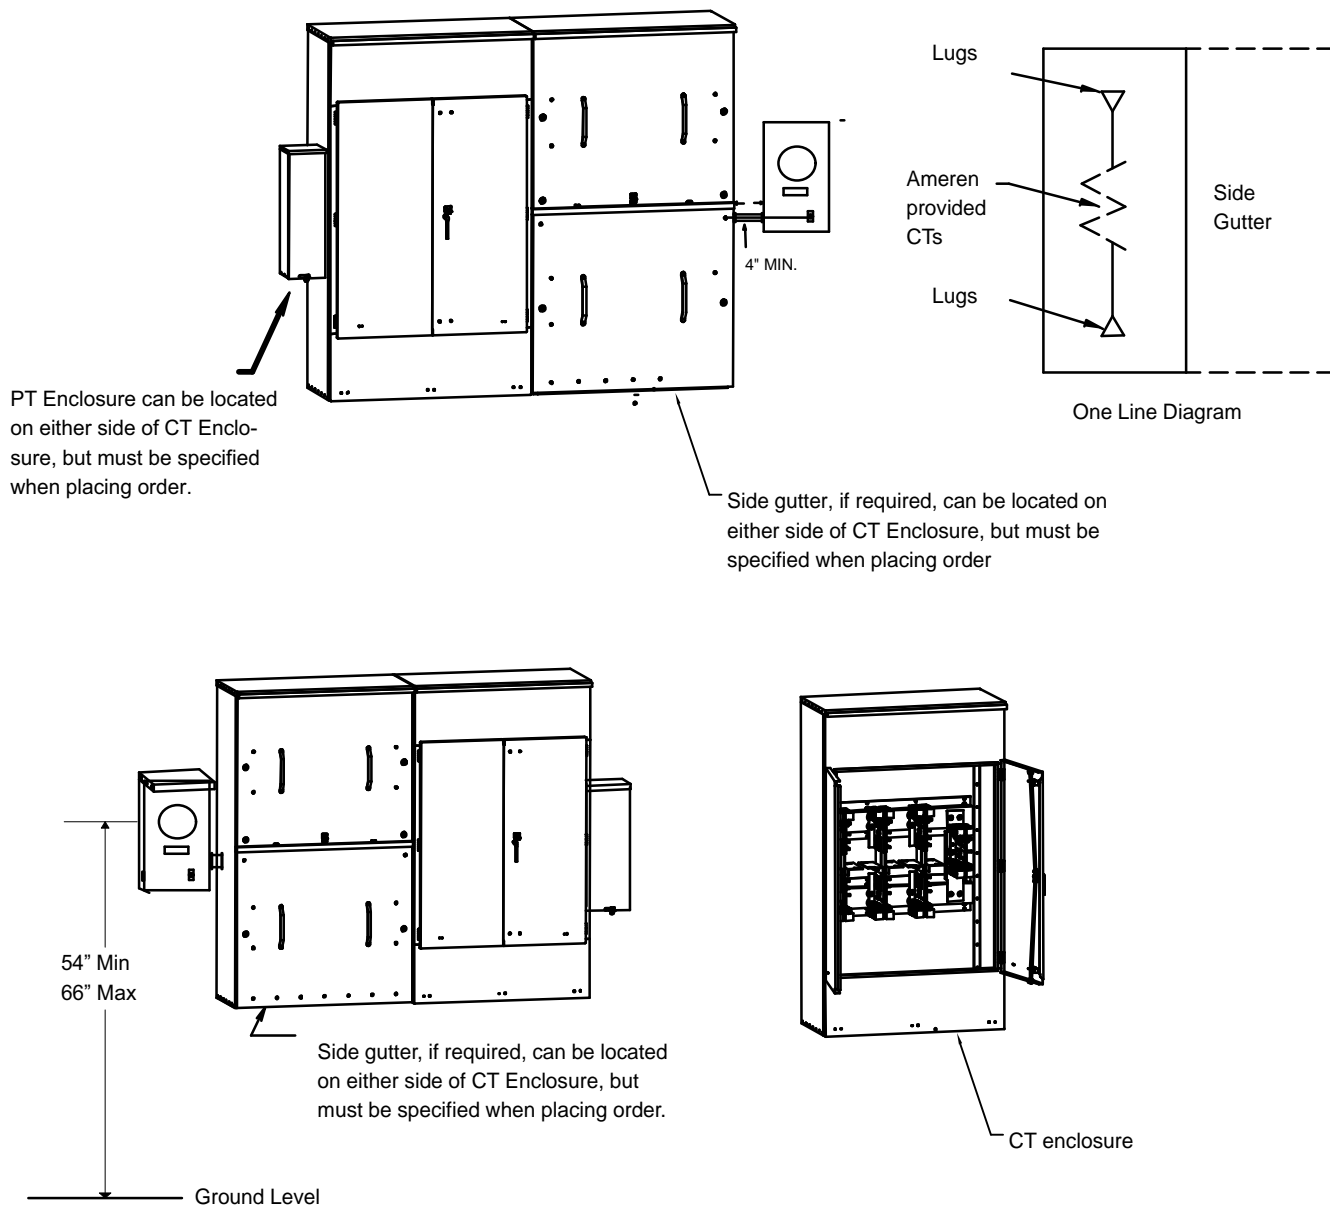 Lugs
Ameren
provided
CTs
Side
Gutter
4" MIN.
Lugs
PT Enclosure can be located
on either side of CT Enclo-
sure, but must be specified
when placing order.
One Line Diagram
Side gutter, if required, can be located on
either side of CT Enclosure, but must be
specified when placing order
54” Min
66” Max
Side gutter, if required, can be located
on either side of CT Enclosure, but
must be specified when placing order.
CT enclosure
Ground Level